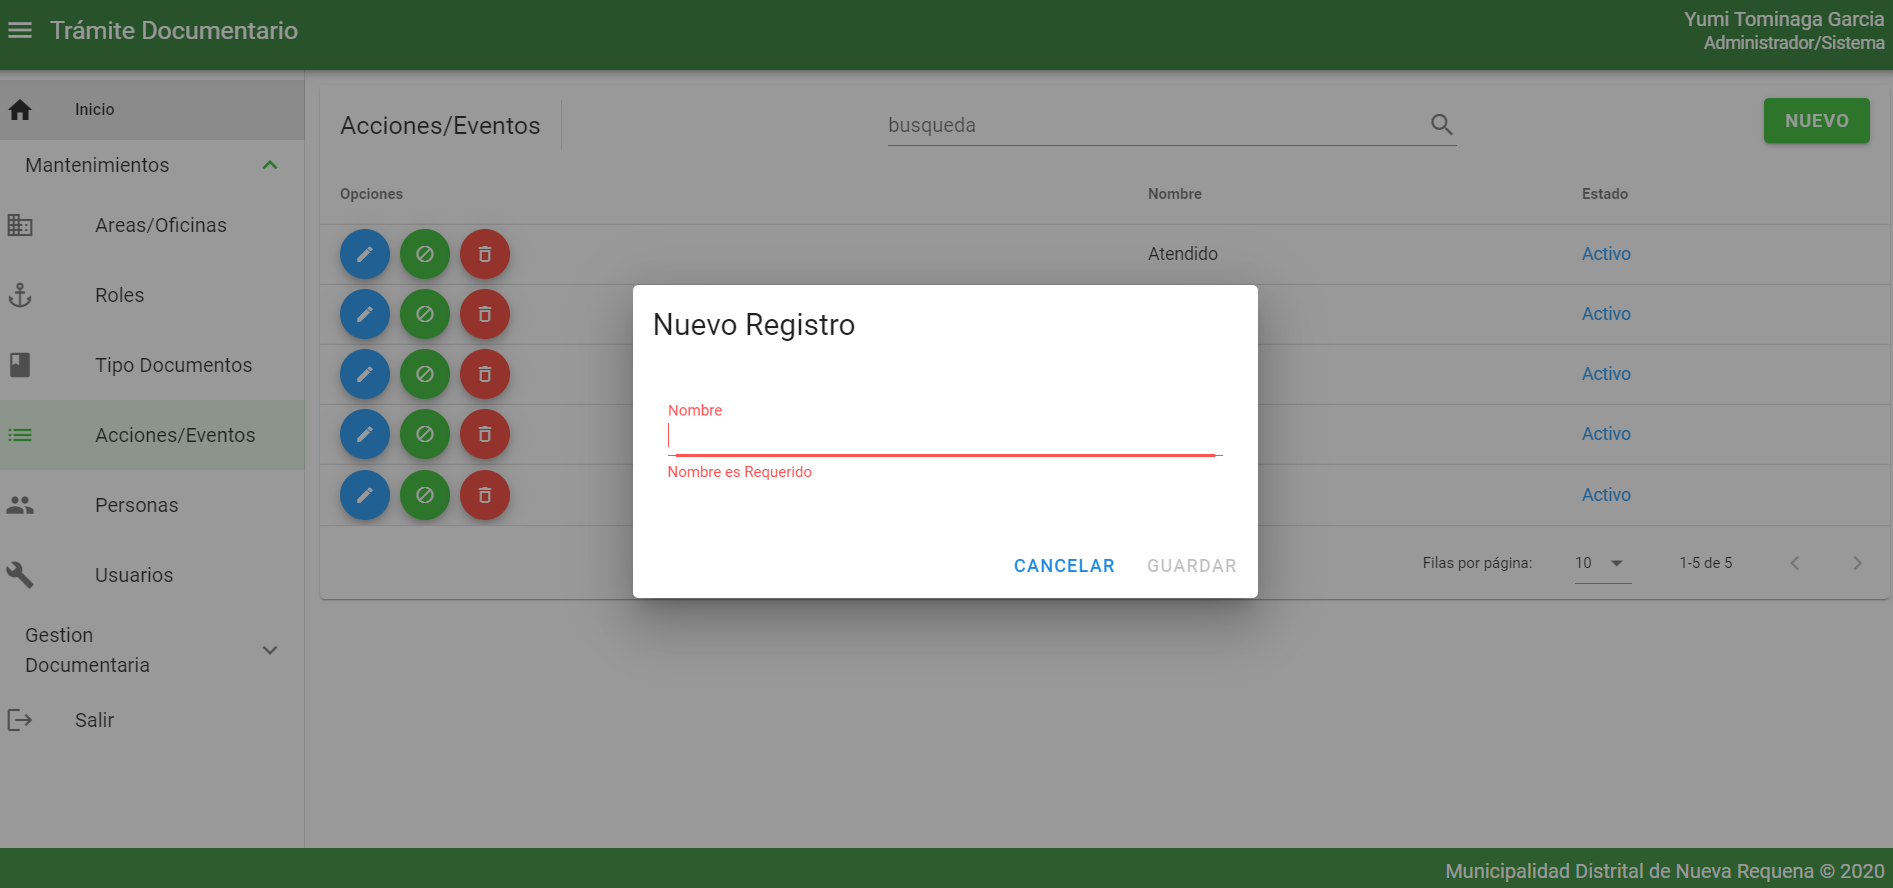 Trámite Documentario
Yumi Tominaga Garcia
Administrador/Sistema
Inicio
Mantenimientos
Areas/Oficinas
Roles
Tipo Documentos
Acciones/Eventos
Personas
Usuarios
Gestion
Documentaria
Salir
Acciones/Eventos
busqueda
NUEVO
Opciones Nombre Estado
Atendido Activo
Activo
Activo
Activo
Activo
Nuevo Registro
Nombre
Nombre es Requerido
CANCELAR GUARDAR
Filas por página: 10 1-5 de 5
Municipalidad Distrital de Nueva Requena © 2020